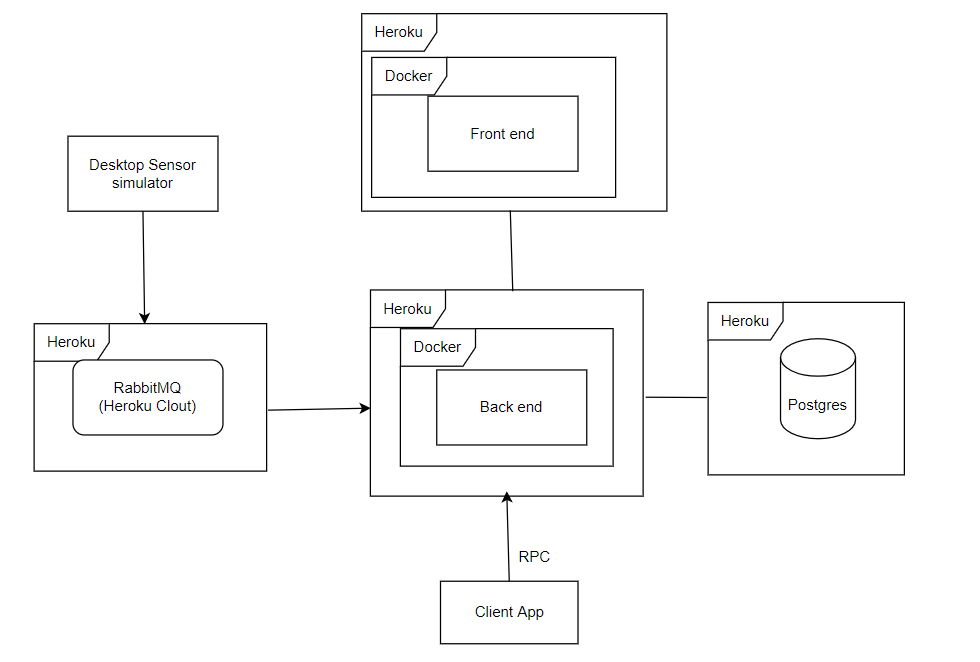 Heroku
Docker
Front end
Desktop Sensor
simulator
Heroku
RabbitMQ
(Heroku Clout)
Heroku
Docker
Back end
Heroku
Postgres
RPC
Client App